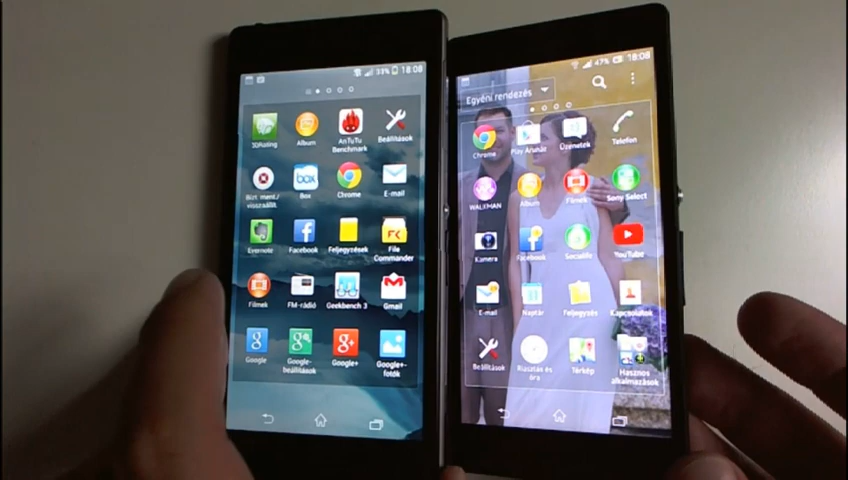 33% 18:08
3DRating
Album
AnTuTu
Benchmark
Beállítások
Bizt. ment./
visszaállít.
box
Box
Chrome
E-mail
Evernote
Facebook
Feljegyzések
File
Commander
Filmek
FM-rádió
Geekbench 3
Gmail
Google
Google-
beállítások
Google+
Google+-
fotók
47% 18:08
Egyéni rendezés
Chrome
Play Áruház
Üzenetek
Telefon
WALKMAN
Album
Filmek
Sony Select
Kamera
Facebook
Socialife
YouTube
E-mail
Naptár
Feljegyzés
Kapcsolatok
Beállítások
Riasztás és
óra
Térkép
Hasznos
alkalmazások